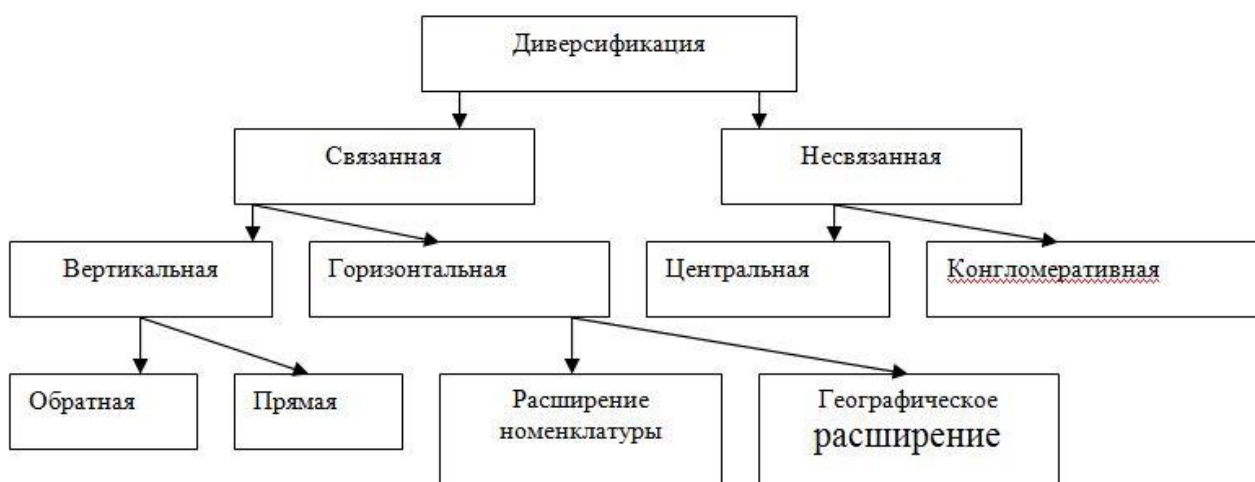 Диверсификация
Связанная
Несвязанная
Вертикальная
Горизонтальная
Центральная
Конгломеративная
Обратная
Прямая
Расширение
номенклатуры
Географическое
расширение